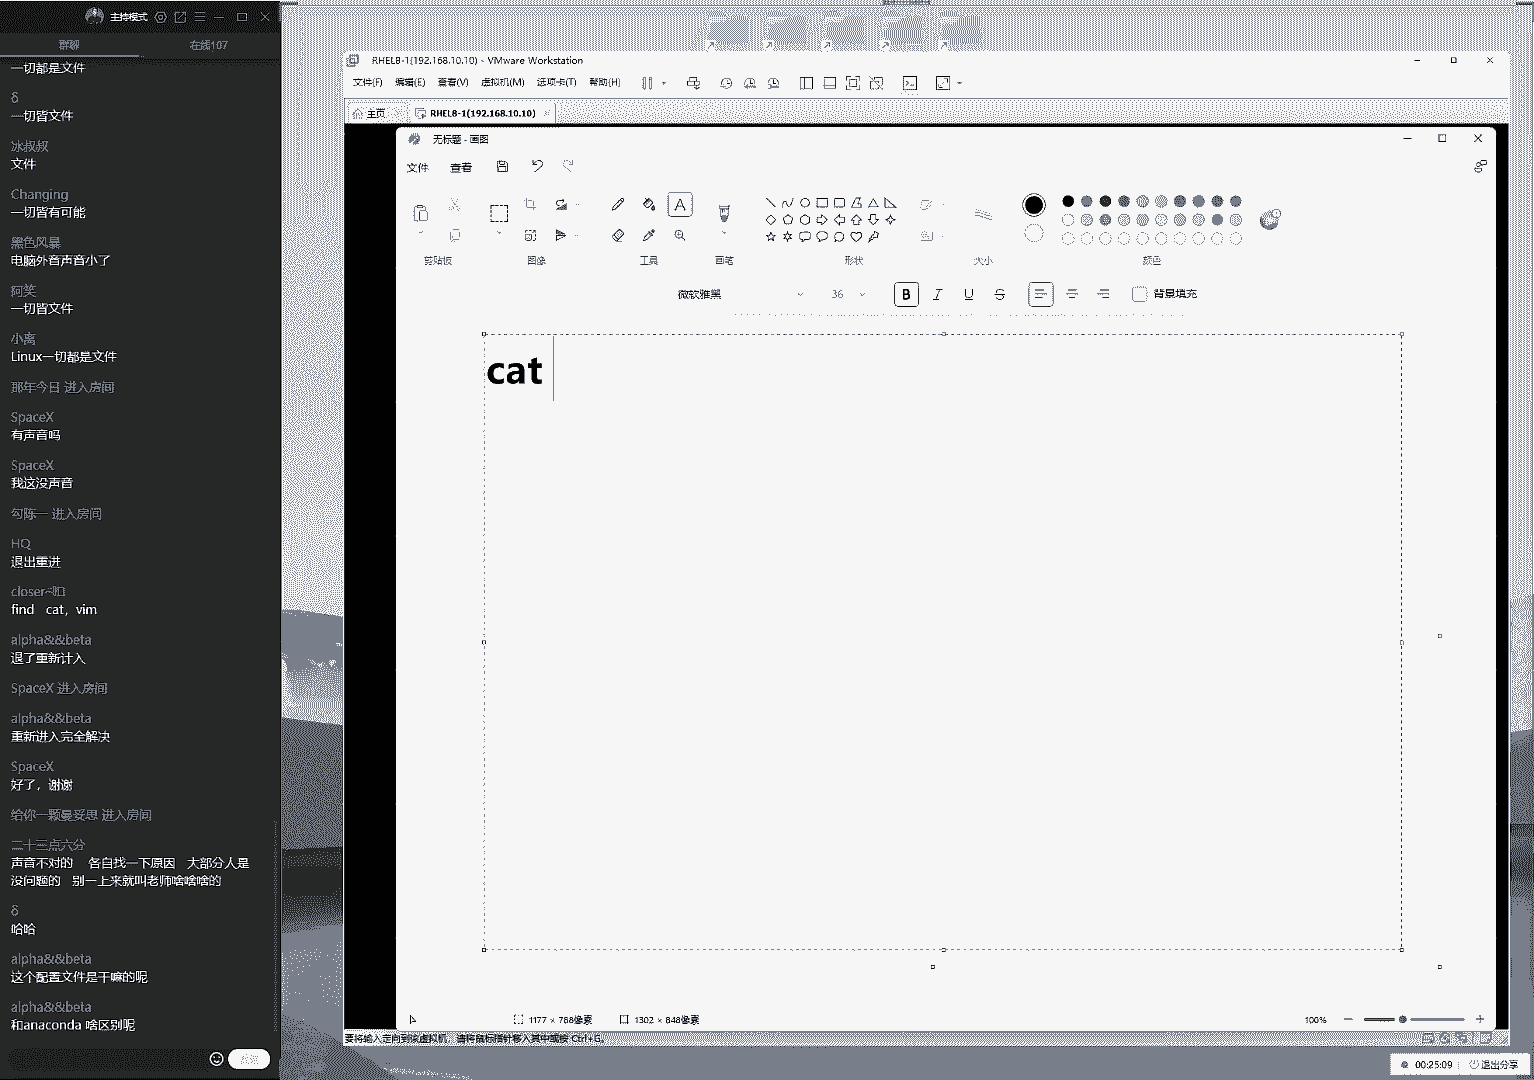 主持模式
群聊 在线107
一切都是文件
δ
一切皆文件
冰叔叔
文件
Changing
一切皆有可能
黑色风暴
电脑外音声音小了
阿笑
一切皆文件
小离
Linux一切都是文件
那年今日 进入房间
SpaceX
有声音吗
SpaceX
我这没声音
勾陈一 进入房间
HQ
退出重进
find cat，vim
alpha&&beta
退了重新计入
SpaceX 进入房间
alpha&&beta
重新进入完全解决
SpaceX
好了，谢谢
给你一颗曼妥思 进入房间
二十三点六分
声音不对的 各自找一下原因 大部分人是
没问题的 别一上来就叫老师啥啥啥的
δ
哈哈
alpha&&beta
这个配置文件是干嘛的呢
alpha&&beta
和anaconda 啥区别呢
RHEL8-1(192.168.10.10) - VMware Workstation
文件(F) 编辑(E) 查看(V) 虚拟机(M) 选项卡(T) 帮助(H)
主页 RHEL8-1(192.168.10.10)
无标题 - 画图
文件 查看
剪贴板 图像 工具 画笔 形状 大小 颜色
微软雅黑 36 B I U S 背景填充
cat
1177 × 788像素 1302 × 848像素 100%
要将输入定向到该虚拟机，请将鼠标指针移入其中或按 Ctrl+G。
00:25:09 退出分享